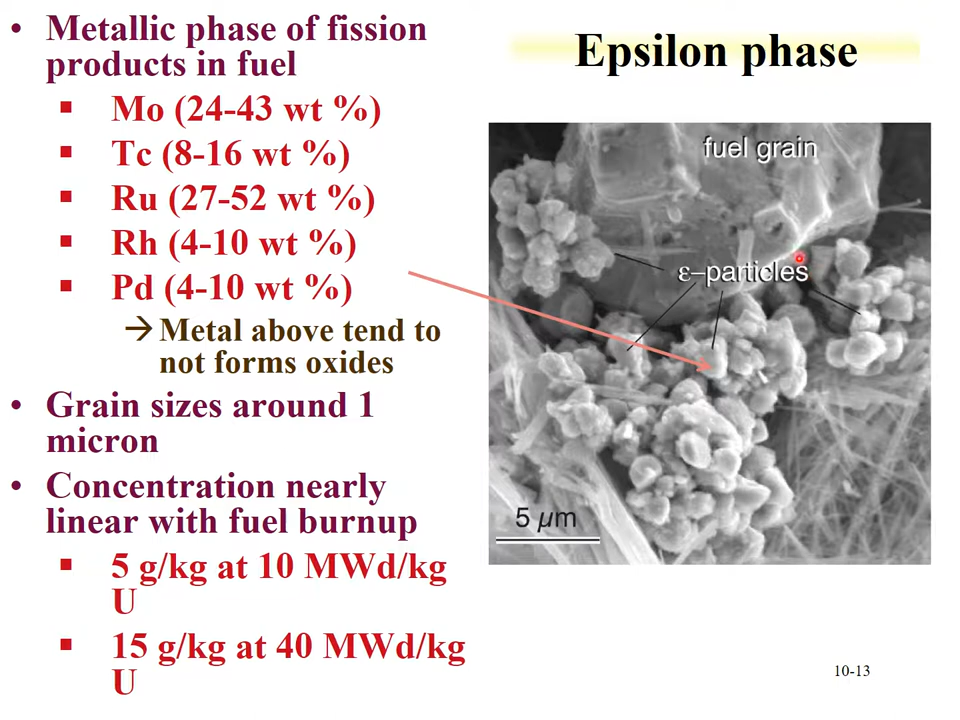 • Metallic phase of fission
products in fuel
▪ Mo (24-43 wt %)
▪ Tc (8-16 wt %)
▪ Ru (27-52 wt %)
▪ Rh (4-10 wt %)
▪ Pd (4-10 wt %)
→ Metal above tend to
not forms oxides
• Grain sizes around 1
micron
• Concentration nearly
linear with fuel burnup
▪ 5 g/kg at 10 MWd/kg
U
▪ 15 g/kg at 40 MWd/kg
U
Epsilon phase
fuel grain
ε–particles
5 μm
10-13